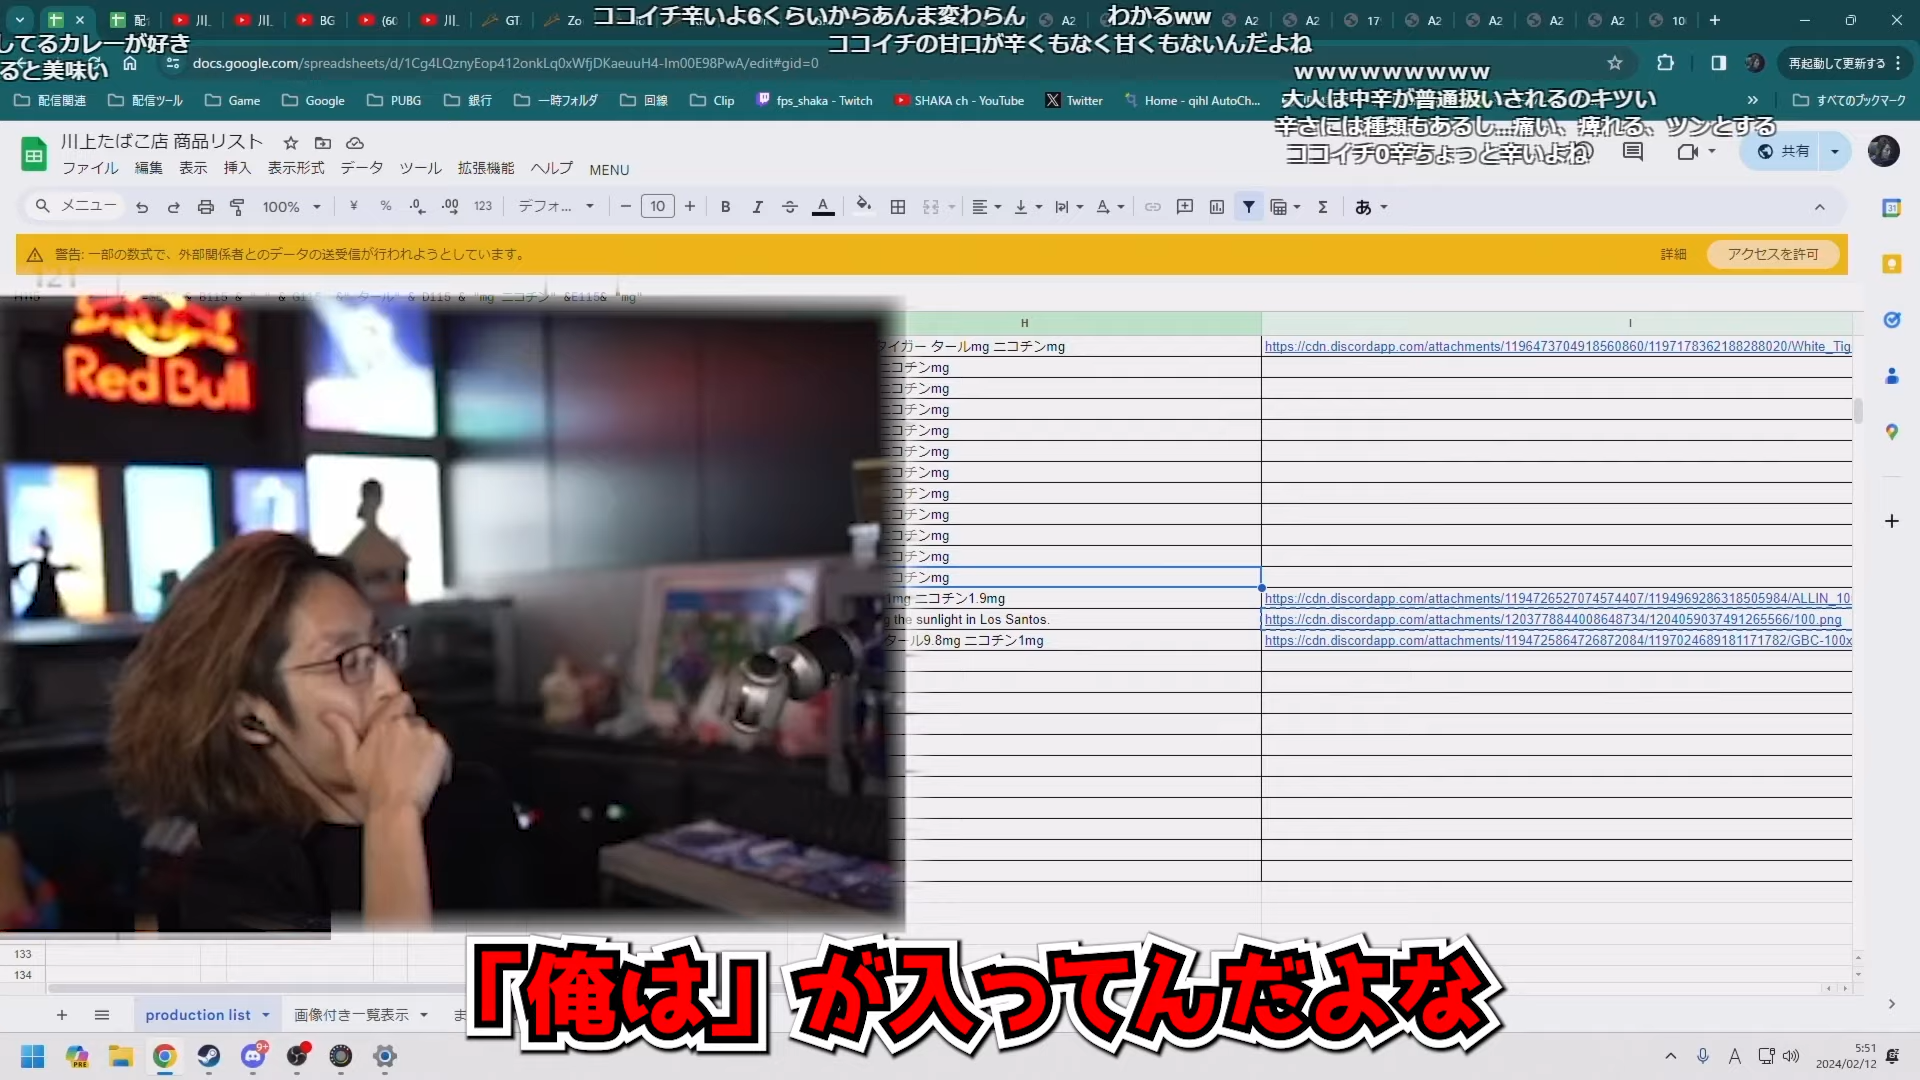 ココイチ辛いよ6くらいからあんま変わらん
わかるww
してるカレーが好き
ココイチの甘口が辛くもなく甘くもないんだよね
ると美味い
wwwwwwwww
大人は中辛が普通扱いされるのキツい
辛さには種類もあるし...痛い、痺れる、ツンとする
ココイチ0辛ちょっと辛いよね
docs.google.com/spreadsheets/d/1Cg4LQznyEop412onkLq0xWfjDKaeuuH4-Im00E98PwA/edit#gid=0
再起動して更新する
配信関連 配信ツール Game Google PUBG 銀行 一時フォルダ 回線 Clip fps_shaka - Twitch SHAKA ch - YouTube Twitter Home - qihl AutoCh... すべてのブックマーク
川上たばこ店 商品リスト
ファイル 編集 表示 挿入 表示形式 データ ツール 拡張機能 ヘルプ MENU
共有
メニュー 100% ¥ % .0 .00 123 デフォ... 10 B I A あ
警告: 一部の数式で、外部関係者とのデータの送受信が行われようとしています。
詳細 アクセスを許可
H I
Red Bull
タイガー タールmg ニコチンmg https://cdn.discordapp.com/attachments/1196473704918560860/1197178362188288020/White_Tig
ニコチンmg
ニコチンmg
ニコチンmg
ニコチンmg
ニコチンmg
ニコチンmg
ニコチンmg
ニコチンmg
ニコチンmg
ニコチンmg
ニコチンmg
1mg ニコチン1.9mg https://cdn.discordapp.com/attachments/1194726527074574407/1194969286318505984/ALLIN_10
g the sunlight in Los Santos. https://cdn.discordapp.com/attachments/1203778844008648734/1204059037491265566/100.png
タール9.8mg ニコチン1mg https://cdn.discordapp.com/attachments/1194725864726872084/1197024689181171782/GBC-100x
133
134
production list 画像付き一覧表示
「俺は」が入ってんだよな
5:51
2024/02/12